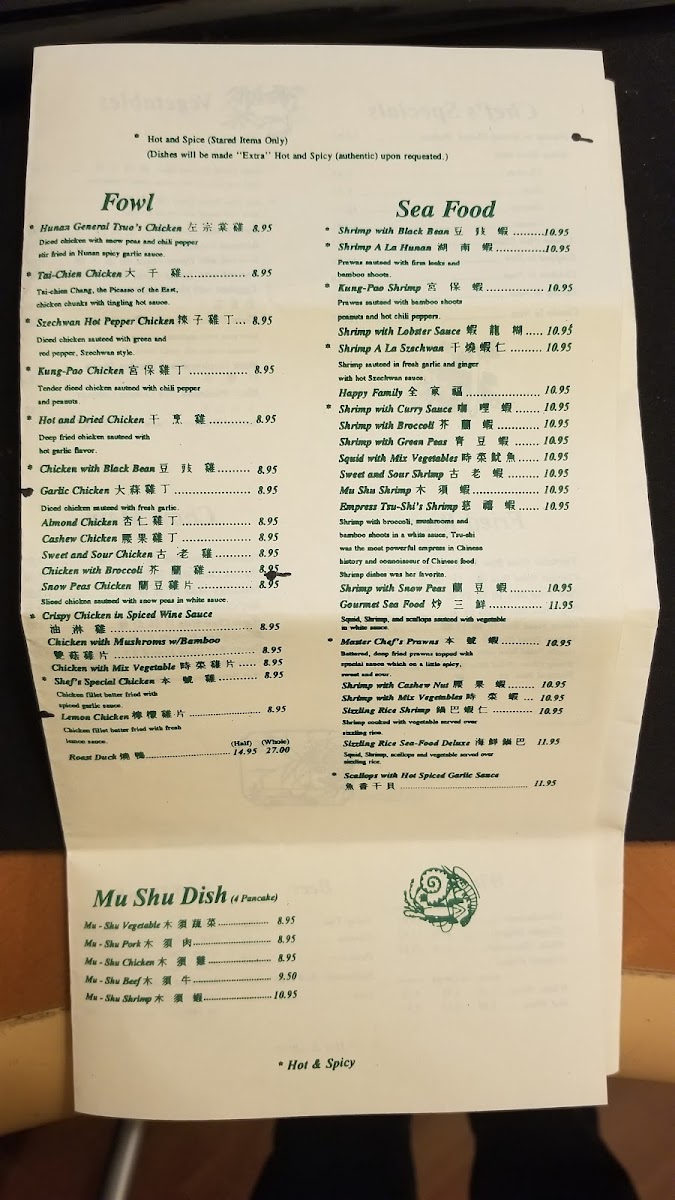 * Hot and Spice (Stared Items Only)
(Dishes will be made "Extra" Hot and Spicy (authentic) upon requeated.)
Fowl
* Hunan General Tsuo's Chicken 左宗棠雞 8.95
Diced chicken with snow peas and chili pepper
stir fried in Hunan spicy garlic sauce.
* Tai-Chien Chicken 大千雞 8.95
Tai-chien Chang, the Picasso of the East,
chicken chunks with tingling hot sauce.
* Szechwan Hot Pepper Chicken 辣子雞丁 8.95
Diced chicken sauteed with green and
red pepper, Szechwan style.
* Kung-Pao Chicken 宮保雞丁 8.95
Tender diced chicken sauteed with chili pepper
and peanuts.
* Hot and Dried Chicken 干烹雞 8.95
Deep fried chicken sauteed with
hot garlic flavor.
* Chicken with Black Bean 豆豉雞 8.95
Garlic Chicken 大蒜雞丁 8.95
Diced chicken sauteed with fresh garlic.
Almond Chicken 杏仁雞丁 8.95
Cashew Chicken 腰果雞丁 8.95
Sweet and Sour Chicken 古老雞 8.95
Chicken with Broccoli 芥蘭雞 8.95
Snow Peas Chicken 蘭豆雞片 8.95
Sliced chicken sauteed with snow peas in white sauce.
* Crispy Chicken in Spiced Wine Sauce
油淋雞 8.95
Chicken with Mushroms w/Bamboo
雙菇雞片 8.95
Chicken with Mix Vegetable 時菜雞片 8.95
* Shef's Special Chicken 本號雞 8.95
Chicken fillet batter fried with
spiced garlic sauce.
Lemon Chicken 檸檬雞片 8.95
Chicken fillet batter fried with fresh
lemon sauce.
(Half) (Whole)
Roast Duck 燒鴨 14.95 27.00
Sea Food
* Shrimp with Black Bean 豆豉蝦 10.95
* Shrimp A La Hunan 湖南蝦 10.95
Prawns sauteed with firm leeks and
bamboo shoots.
* Kung-Pao Shrimp 宮保蝦 10.95
Prawns sauteed with bamboo shoots
peanuts and hot chili peppers.
Shrimp with Lobster Sauce 蝦龍糊 10.95
* Shrimp A La Szechwan 干燒蝦仁 10.95
Shrimp sauteed in fresh garlic and ginger
with hot Szechwan sauce.
Happy Family 全家福 10.95
* Shrimp with Curry Sauce 咖哩蝦 10.95
Shrimp with Broccoli 芥蘭蝦 10.95
Shrimp with Green Peas 青豆蝦 10.95
Squid with Mix Vegetables 時菜魷魚 10.95
Sweet and Sour Shrimp 古老蝦 10.95
Mu Shu Shrimp 木須蝦 10.95
Empress Tsu-Shi's Shrimp 慈禧蝦 10.95
Shrimp with broccoli, mushrooms and
bamboo shoots in a white sauce, Tsu-shi
was the most powerful empress in Chinese
history and connoisseur of Chinese food.
Shrimp dishes was her favorite.
Shrimp with Snow Peas 蘭豆蝦 10.95
Gourmet Sea Food 炒三鮮 11.95
Squid, Shrimp, and scallops sauteed with vegetable
in white sauce.
* Master Chef's Prawns 本號蝦 10.95
Battered, deep fried prawns topped with
special sauce which on a little spicy,
sweet and sour.
Shrimp with Cashew Nut 腰果蝦 10.95
Shrimp with Mix Vegetables 時菜蝦 10.95
Sizzling Rice Shrimp 鍋巴蝦仁 10.95
Shrimp cooked with vegetable served over
sizzling rice.
Sizzling Rice Sea-Food Deluxe 海鮮鍋巴 11.95
Squid, Shrimp, scallops and vegetable served over
sizzling rice.
* Scallops with Hot Spiced Garlic Sauce
魚香干貝 11.95
Mu Shu Dish (4 Pancake)
Mu-Shu Vegetable 木須蔬菜 8.95
Mu-Shu Pork 木須肉 8.95
Mu-Shu Chicken 木須雞 8.95
Mu-Shu Beef 木須牛 9.50
Mu-Shu Shrimp 木須蝦 10.95
* Hot & Spicy